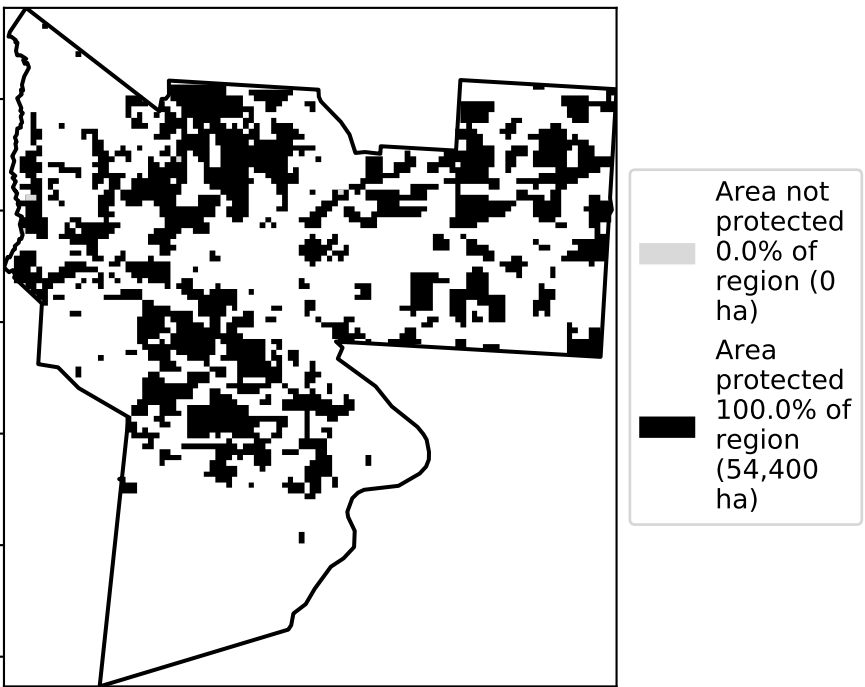 Area not
protected
0.0% of
region (0
ha)
Area
protected
100.0% of
region
(54,400
ha)